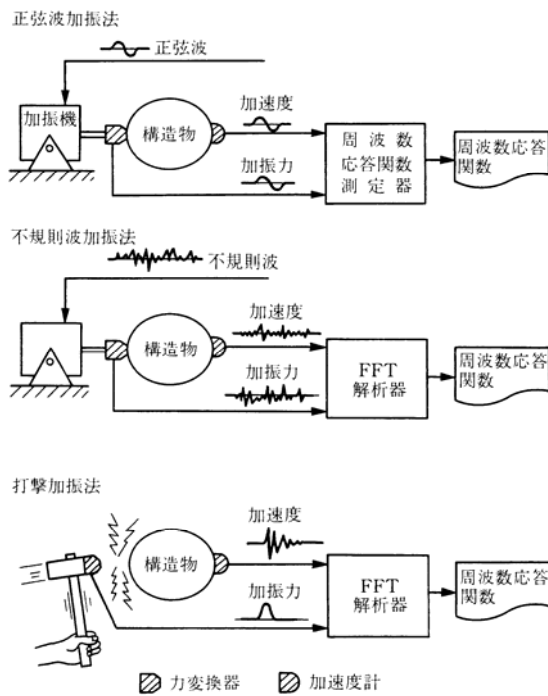 正弦波加振法
正弦波
加振機
構造物
加速度
加振力
周波数
応答関数
測定器
周波数応答
関数
不規則波加振法
不規則波
構造物
加速度
加振力
FFT
解析器
周波数応答
関数
打撃加振法
構造物
加速度
加振力
FFT
解析器
周波数応答
関数
力変換器
加速度計